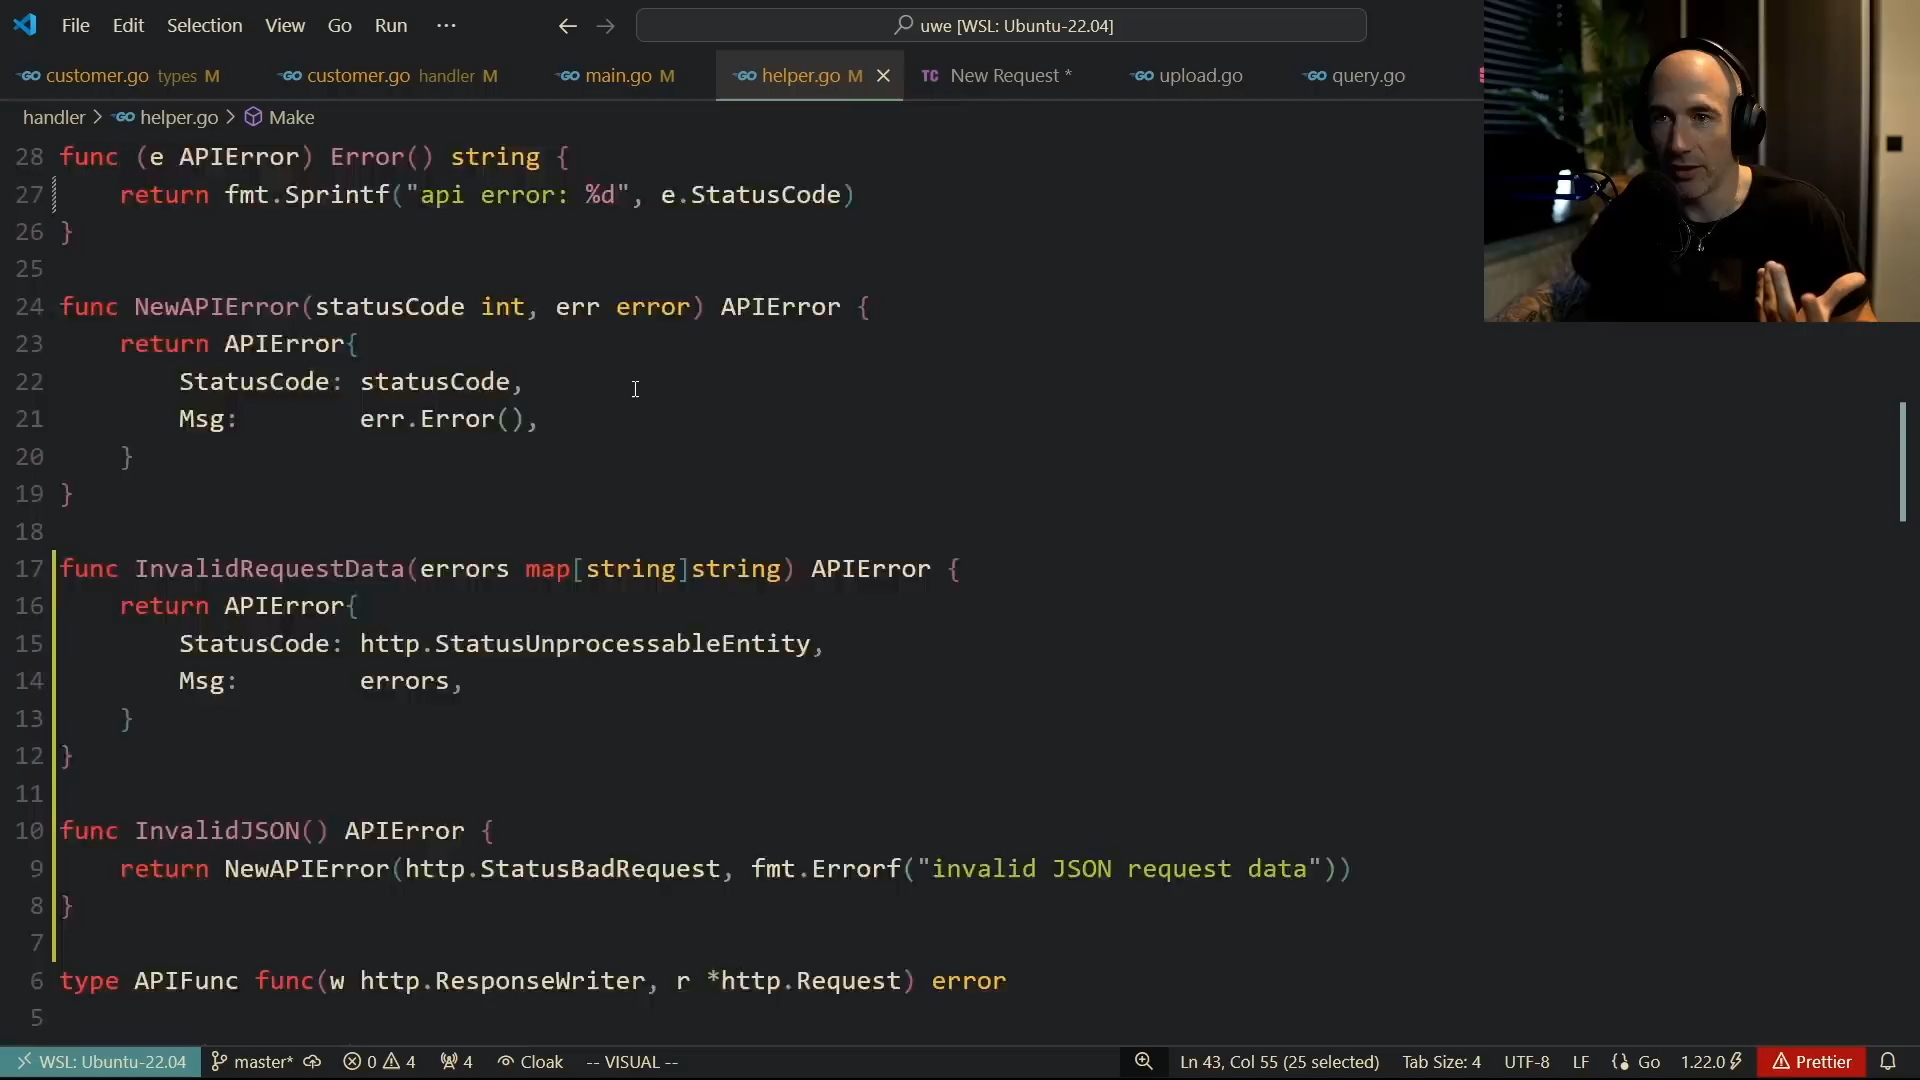 File Edit Selection View Go Run ··· uwe [WSL: Ubuntu-22.04]
customer.go types M customer.go handler M main.go M helper.go M TC New Request * upload.go query.go
handler > helper.go > Make
28 func (e APIError) Error() string {
27 return fmt.Sprintf("api error: %d", e.StatusCode)
26 }
25
24 func NewAPIError(statusCode int, err error) APIError {
23 return APIError{
22 StatusCode: statusCode,
21 Msg: err.Error(),
20 }
19 }
18
17 func InvalidRequestData(errors map[string]string) APIError {
16 return APIError{
15 StatusCode: http.StatusUnprocessableEntity,
14 Msg: errors,
13 }
12 }
11
10 func InvalidJSON() APIError {
9 return NewAPIError(http.StatusBadRequest, fmt.Errorf("invalid JSON request data"))
8 }
7
6 type APIFunc func(w http.ResponseWriter, r *http.Request) error
5
WSL: Ubuntu-22.04 master* 0 4 4 Cloak -- VISUAL -- Ln 43, Col 55 (25 selected) Tab Size: 4 UTF-8 LF Go 1.22.0 Prettier